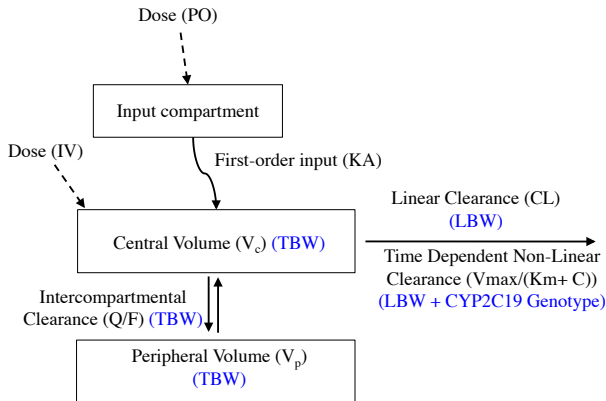 Dose (PO)
Input compartment
Dose (IV)
First-order input (KA)
Central Volume (Vc) (TBW)
Linear Clearance (CL)
(LBW)
Time Dependent Non-Linear
Clearance (Vmax/(Km+ C))
(LBW + CYP2C19 Genotype)
Intercompartmental
Clearance (Q/F) (TBW)
Peripheral Volume (Vp)
(TBW)